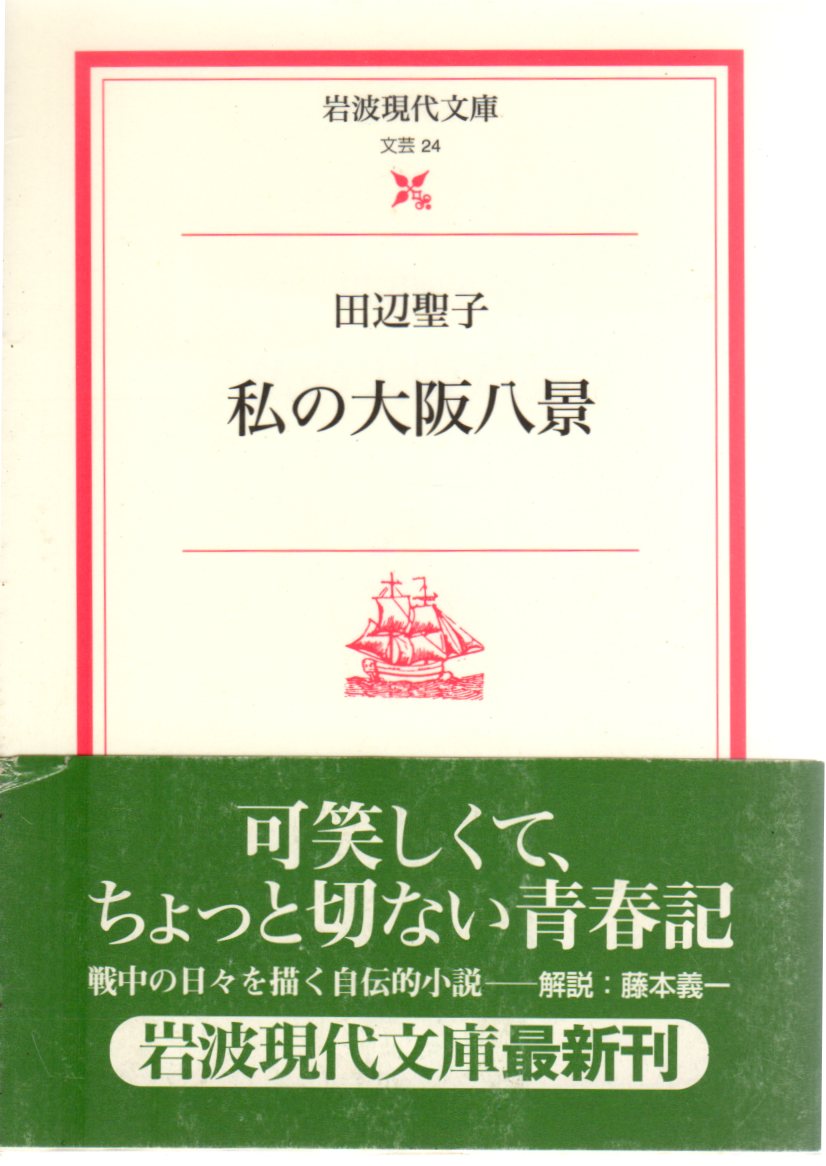 岩波現代文庫
文芸 24
田辺聖子
私の大阪八景
可笑しくて、
ちょっと切ない青春記
戦中の日々を描く自伝的小説――解説：藤本義一
岩波現代文庫最新刊